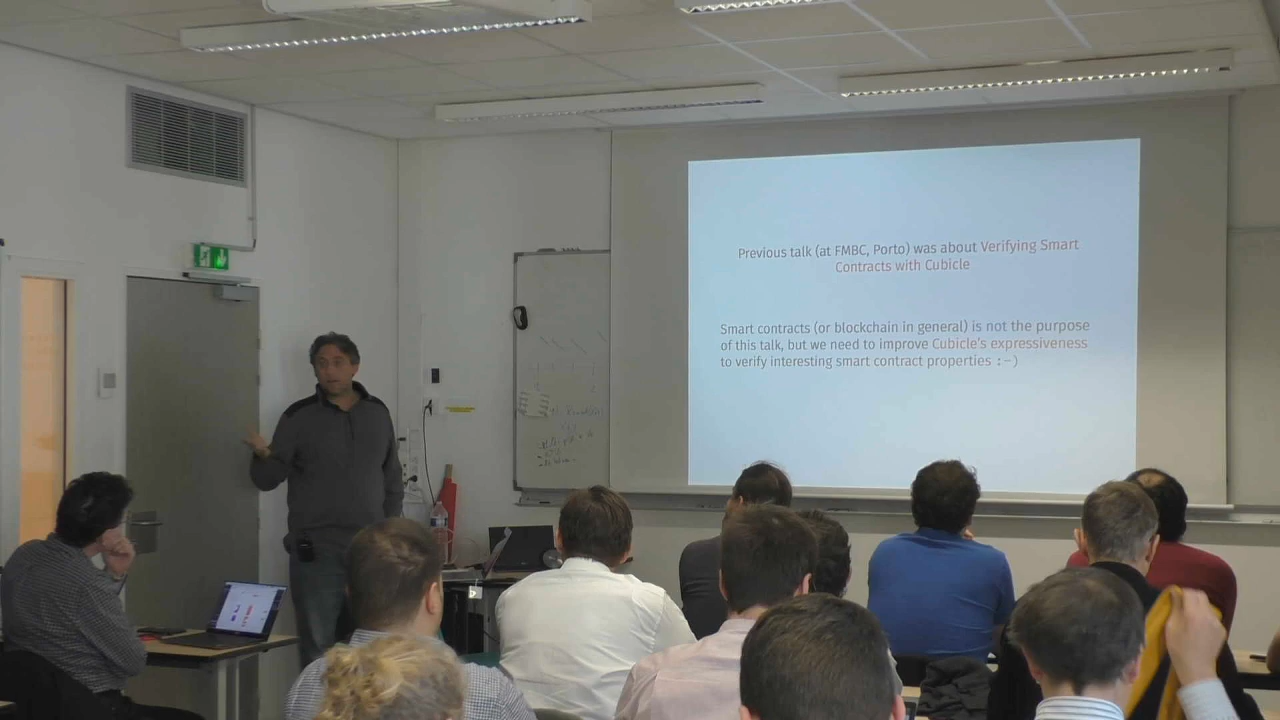 Previous talk (at FMBC, Porto) was about Verifying Smart
Contracts with Cubicle
Smart contracts (or blockchain in general) is not the purpose
of this talk, but we need to improve Cubicle's expressiveness
to verify interesting smart contract properties :-)